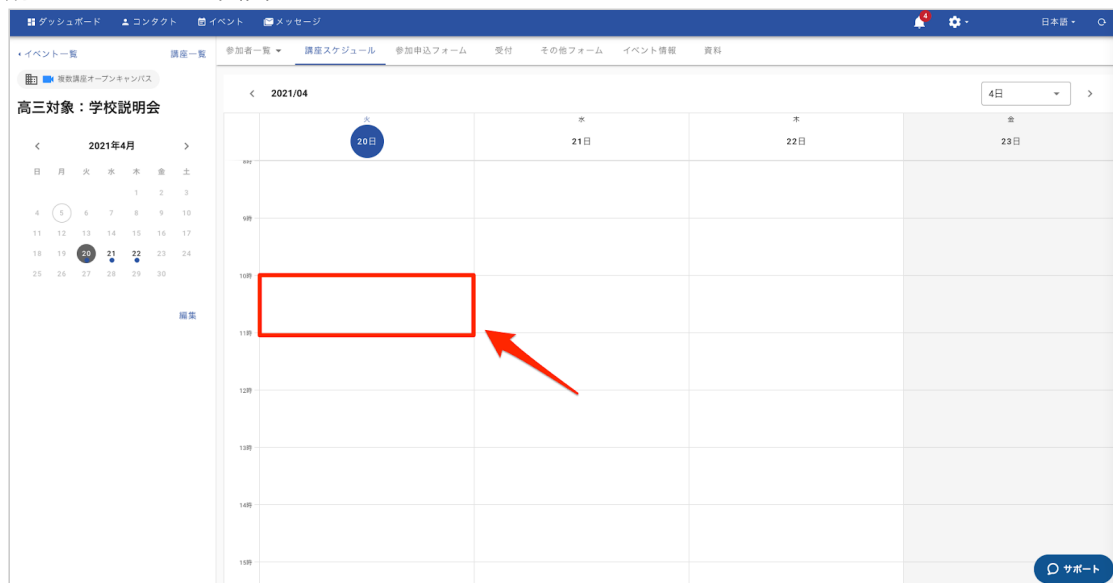 ダッシュボード コンタクト イベント メッセージ 4 日本語
イベント一覧 講座一覧
参加者一覧 講座スケジュール 参加申込フォーム 受付 その他フォーム イベント情報 資料
複数講座オープンキャンパス
高三対象：学校説明会
2021年4月
日 月 火 水 木 金 土
1 2 3
4 5 6 7 8 9 10
11 12 13 14 15 16 17
18 19 20 21 22 23 24
25 26 27 28 29 30
編集
2021/04 4日
火 水 木 金
20日 21日 22日 23日
9時
10時
11時
12時
13時
14時
15時
サポート